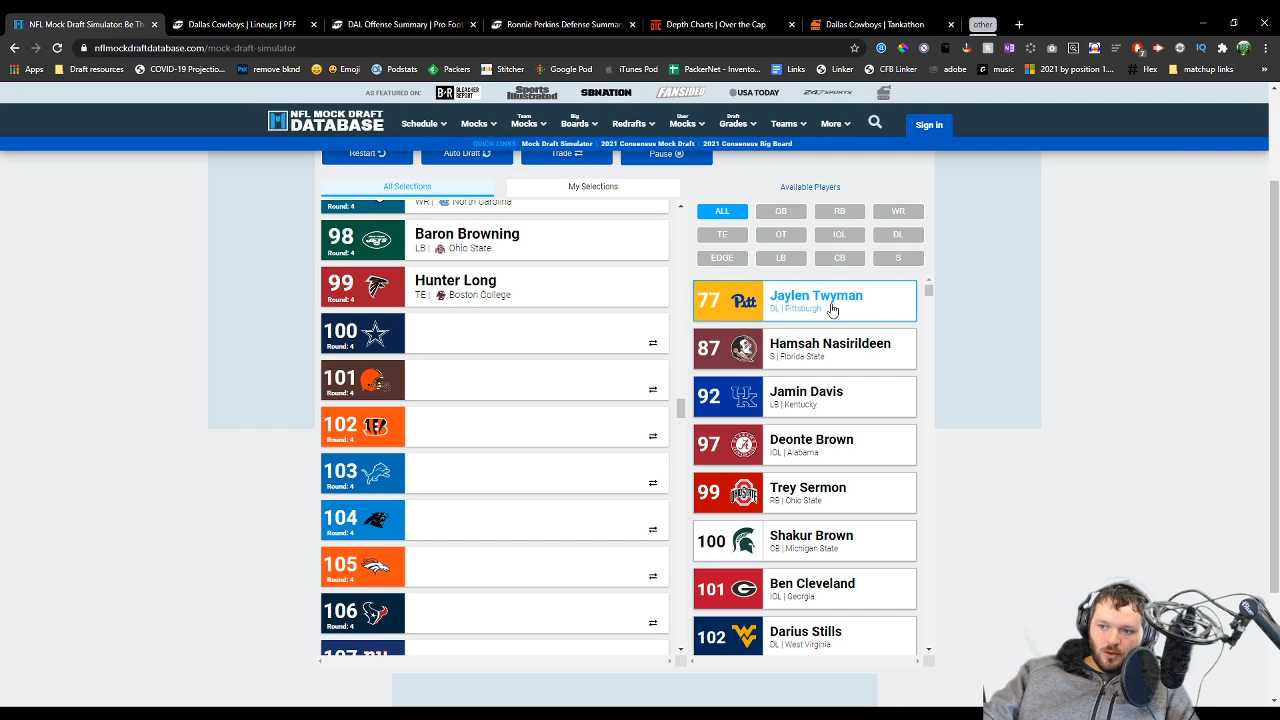 NFL Mock Draft Simulator: Be Th
Dallas Cowboys | Lineups | PFF
DAL Offense Summary | Pro Foot
Ronnie Perkins Defense Summary
Depth Charts | Over the Cap
Dallas Cowboys | Tankathon
other
nflmockdraftdatabase.com/mock-draft-simulator
Apps Draft resources COVID-19 Projectio... remove bkind Emoji Podstats Packer Stitcher Google Pod iTunes Pod PackerNet - Invento... Links Linker CFB Linker adobe music 2021 by position 1.... Hex matchup links
AS FEATURED ON: B·R BLEACHER REPORT Sports Illustrated SBNATION FANSIDED USA TODAY 247SPORTS
NFL MOCK DRAFT DATABASE
Schedule Mocks Team Mocks Big Boards Redrafts User Mocks Draft Grades Teams More Sign in
QUICK LINKS: Mock Draft Simulator | 2021 Consensus Mock Draft | 2021 Consensus Big Board
Restart Auto Draft Trade Pause
All Selections My Selections Available Players
Round: 4 WR | North Carolina
98 Round: 4 Baron Browning
LB | Ohio State
99 Round: 4 Hunter Long
TE | Boston College
100 Round: 4
101 Round: 4
102 Round: 4
103 Round: 4
104 Round: 4
105 Round: 4
106 Round: 4
107
ALL QB RB WR
TE OT IOL DL
EDGE LB CB S
77 Pitt Jaylen Twyman
DL | Pittsburgh
87 Hamsah Nasirildeen
S | Florida State
92 UK Jamin Davis
LB | Kentucky
97 Deonte Brown
IOL | Alabama
99 Trey Sermon
RB | Ohio State
100 Shakur Brown
CB | Michigan State
101 Ben Cleveland
IOL | Georgia
102 Darius Stills
DL | West Virginia